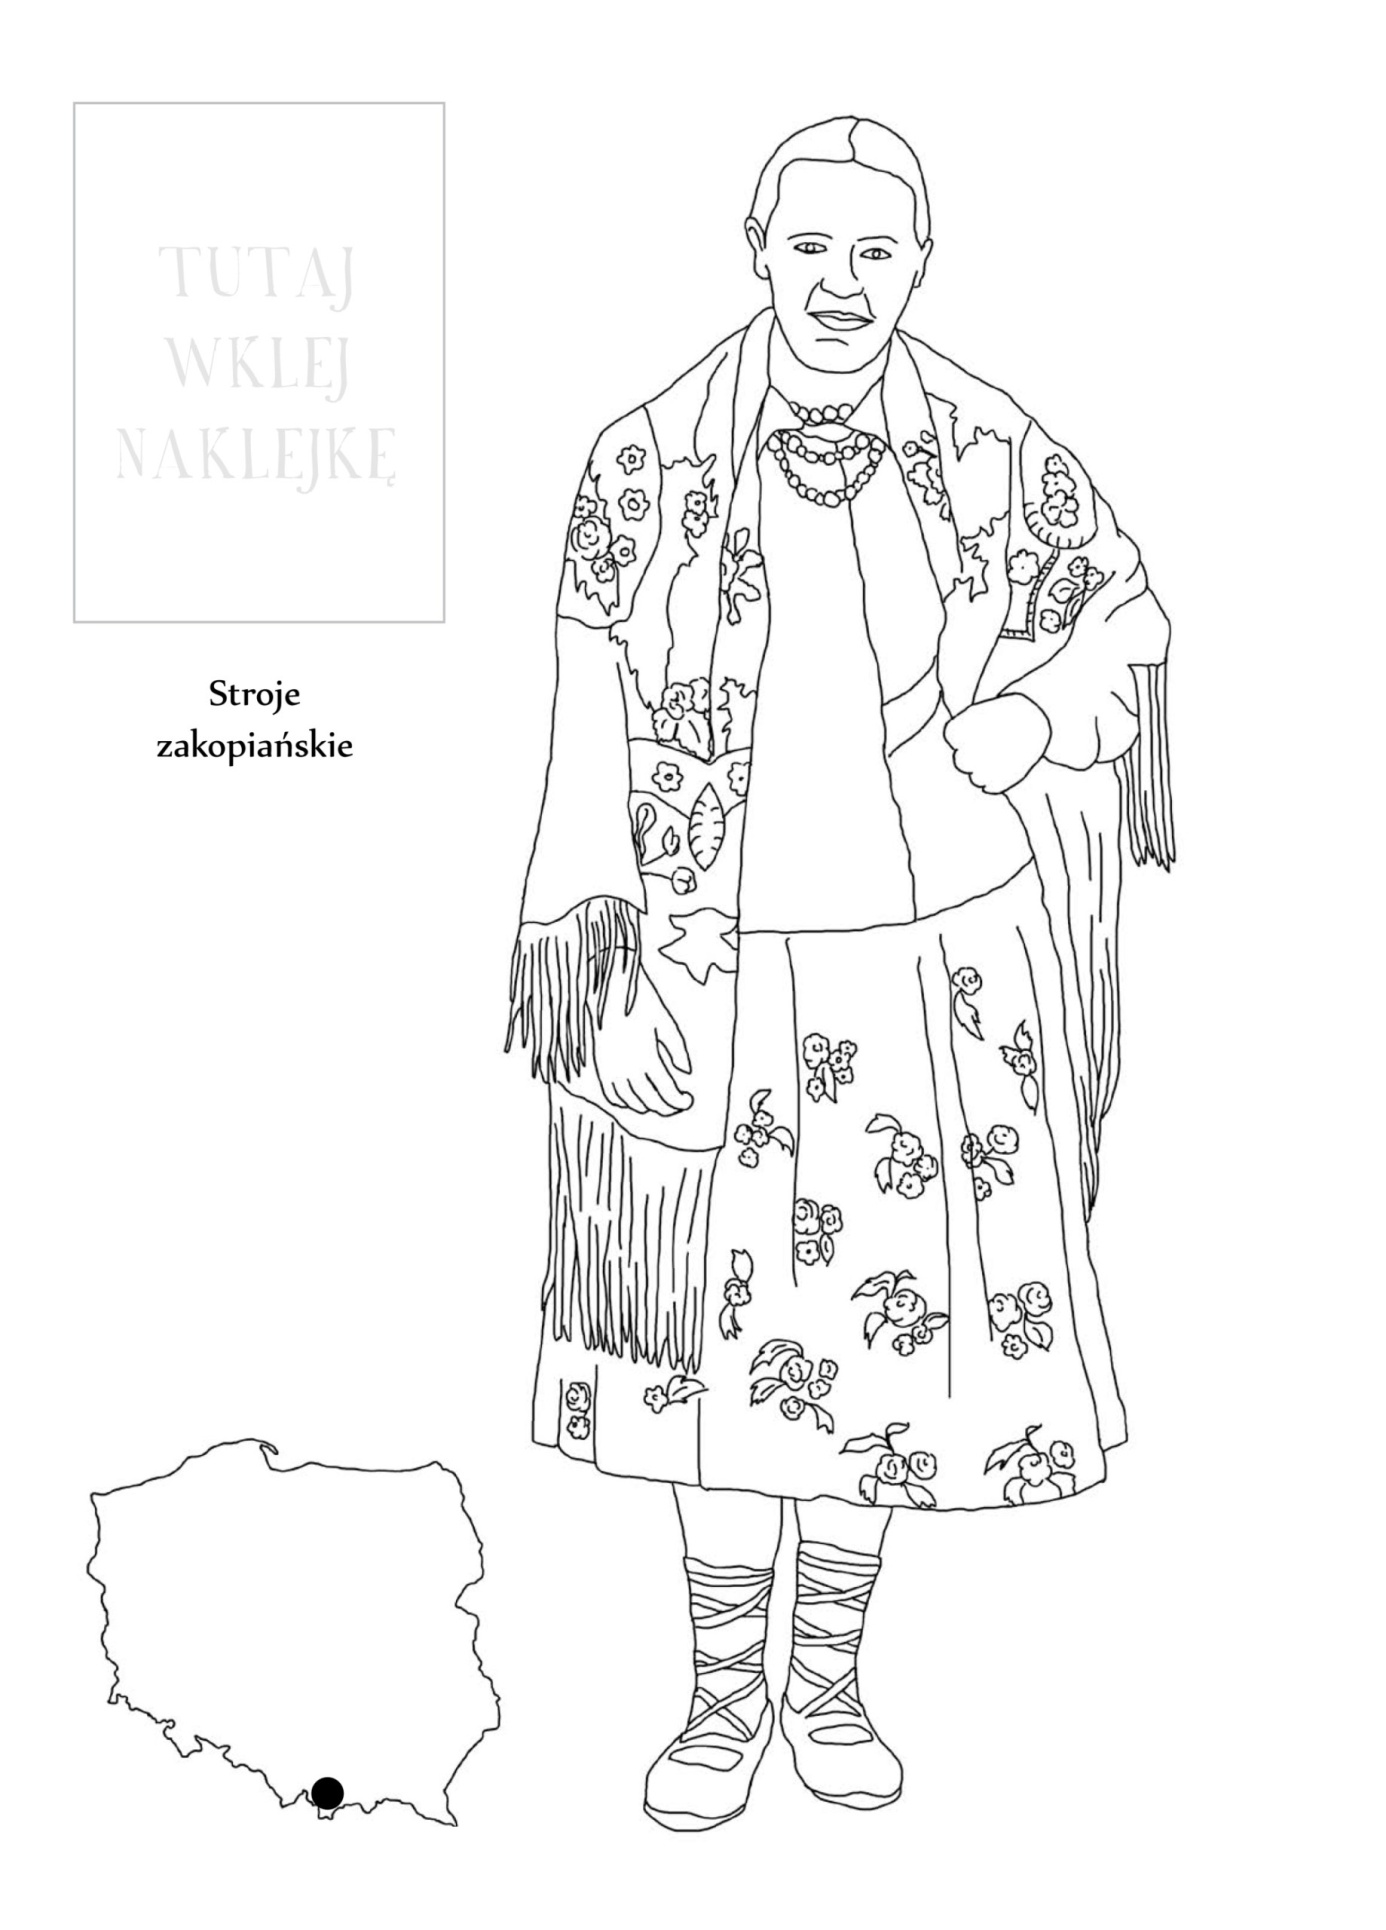 TUTAJ
WKLEJ
NAKLEJKĘ
Stroje
zakopiańskie